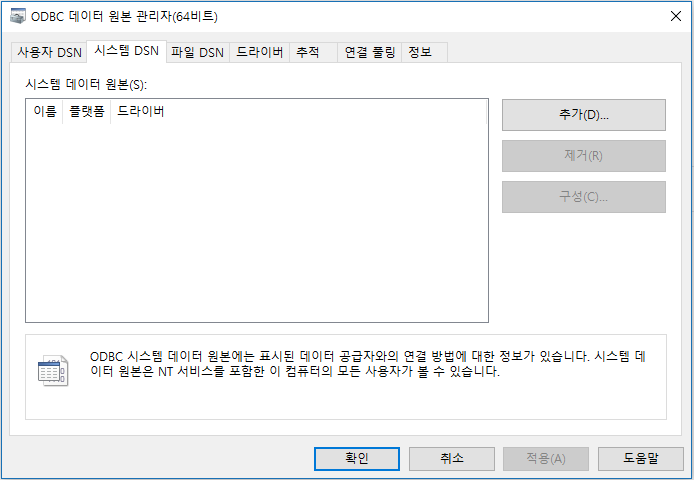 ODBC 데이터 원본 관리자(64비트)
사용자 DSN 시스템 DSN 파일 DSN 드라이버 추적 연결 풀링 정보
시스템 데이터 원본(S):
이름 플랫폼 드라이버
추가(D)...
제거(R)
구성(C)...
ODBC 시스템 데이터 원본에는 표시된 데이터 공급자와의 연결 방법에 대한 정보가 있습니다. 시스템 데
이터 원본은 NT 서비스를 포함한 이 컴퓨터의 모든 사용자가 볼 수 있습니다.
확인 취소 적용(A) 도움말